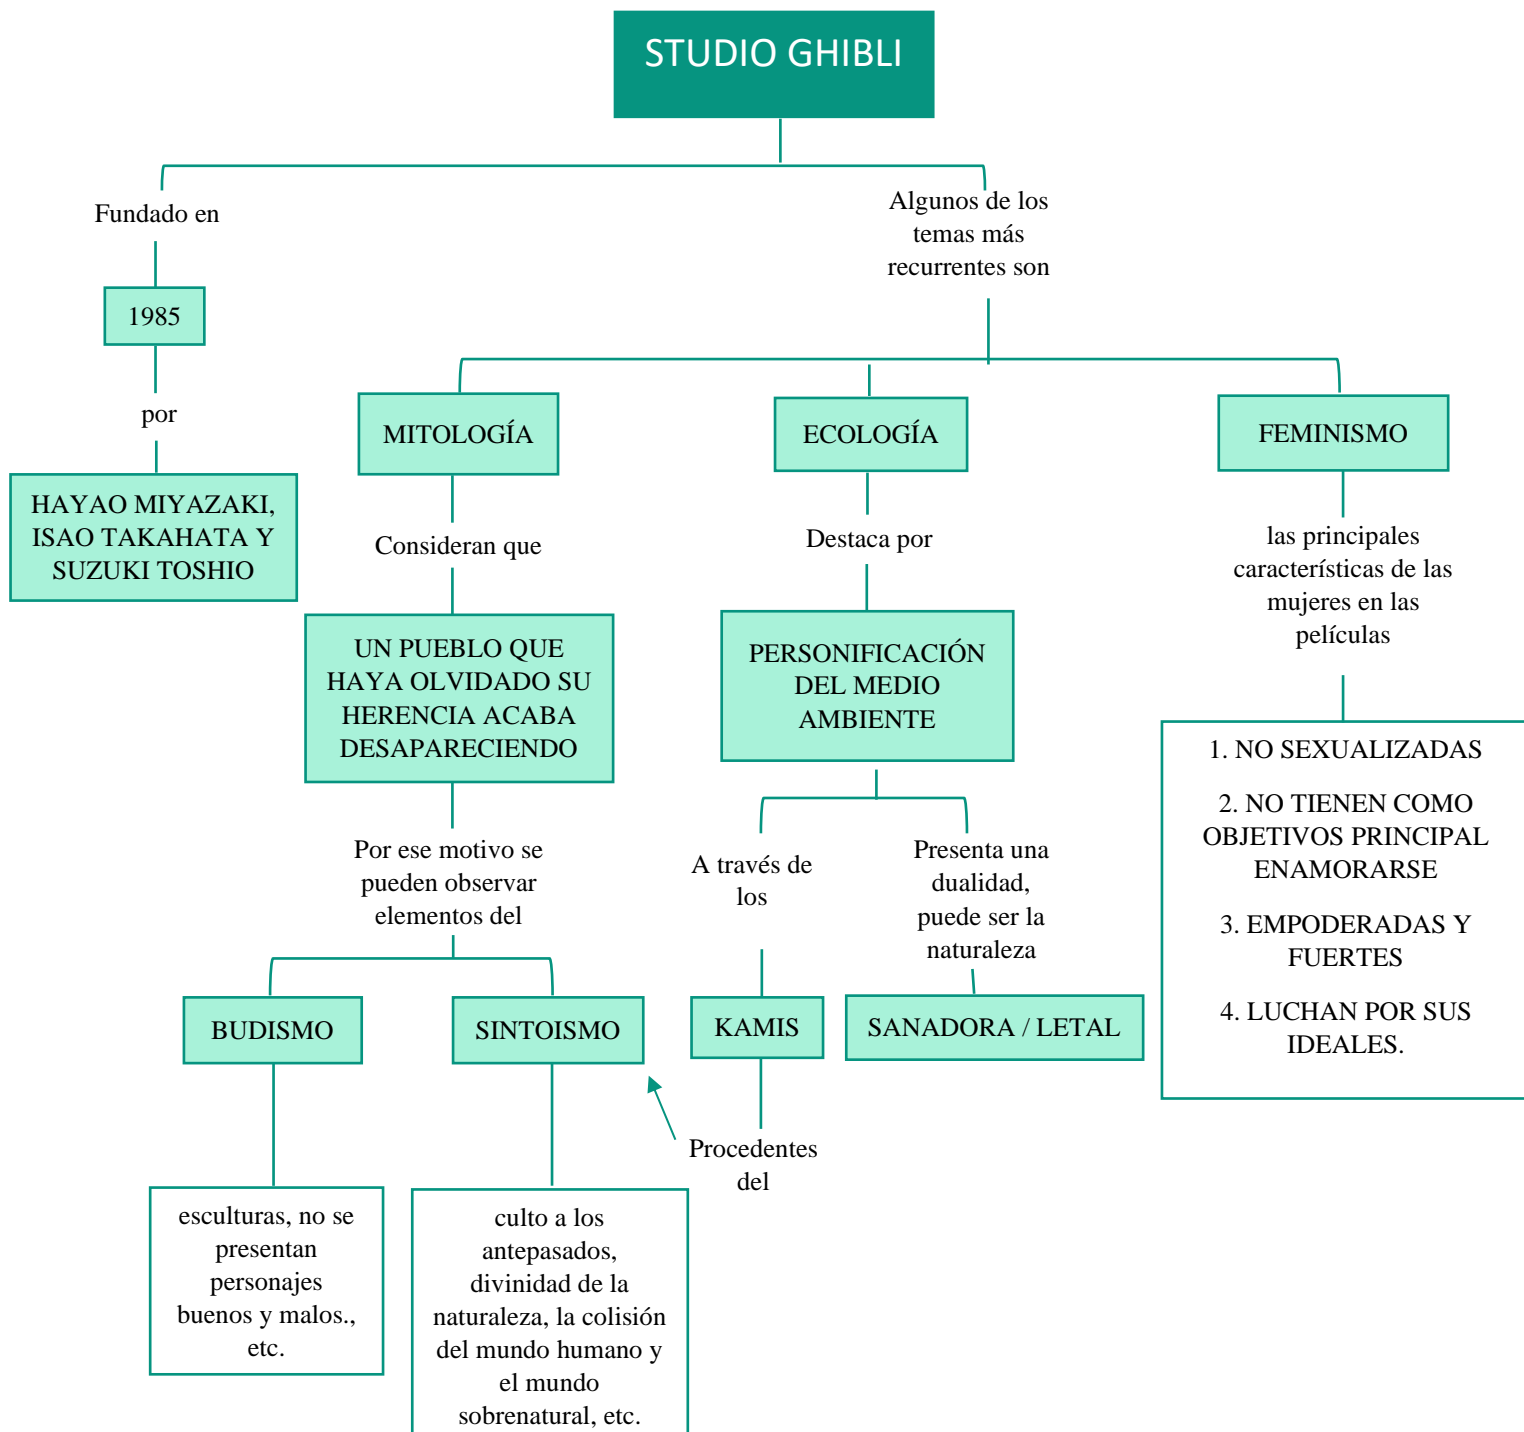 STUDIO GHIBLI
Fundado en
1985
por
HAYAO MIYAZAKI,
ISAO TAKAHATA Y
SUZUKI TOSHIO
Algunos de los
temas más
recurrentes son
MITOLOGÍA
Consideran que
UN PUEBLO QUE
HAYA OLVIDADO SU
HERENCIA ACABA
DESAPARECIENDO
Por ese motivo se
pueden observar
elementos del
BUDISMO
esculturas, no se
presentan
personajes
buenos y malos.,
etc.
SINTOISMO
culto a los
antepasados,
divinidad de la
naturaleza, la colisión
del mundo humano y
el mundo
sobrenatural, etc.
ECOLOGÍA
Destaca por
PERSONIFICACIÓN
DEL MEDIO
AMBIENTE
A través de
los
KAMIS
Procedentes
del
Presenta una
dualidad,
puede ser la
naturaleza
SANADORA / LETAL
FEMINISMO
las principales
características de las
mujeres en las
películas
1. NO SEXUALIZADAS
2. NO TIENEN COMO
OBJETIVOS PRINCIPAL
ENAMORARSE
3. EMPODERADAS Y
FUERTES
4. LUCHAN POR SUS
IDEALES.